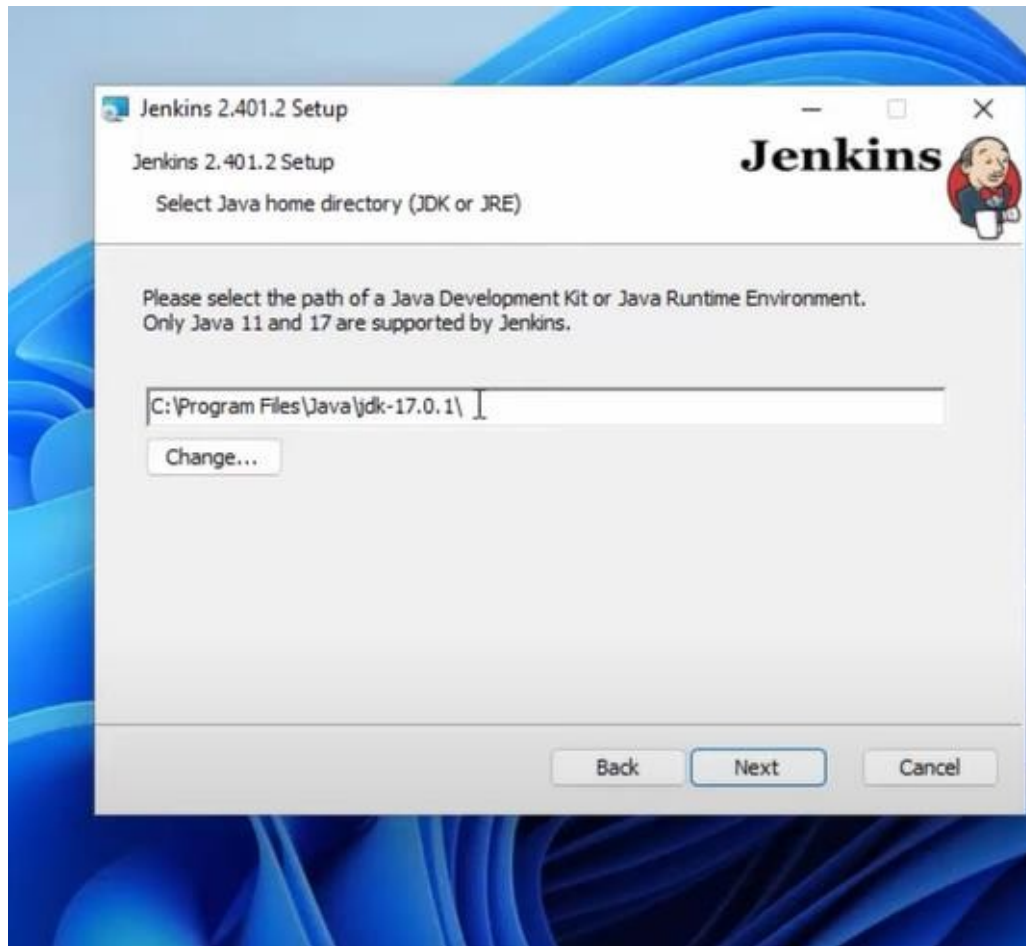 Jenkins 2.401.2 Setup
Jenkins 2.401.2 Setup
Jenkins
Select Java home directory (JDK or JRE)
Please select the path of a Java Development Kit or Java Runtime Environment.
Only Java 11 and 17 are supported by Jenkins.
C:\Program Files\Java\jdk-17.0.1\
Change...
Back
Next
Cancel